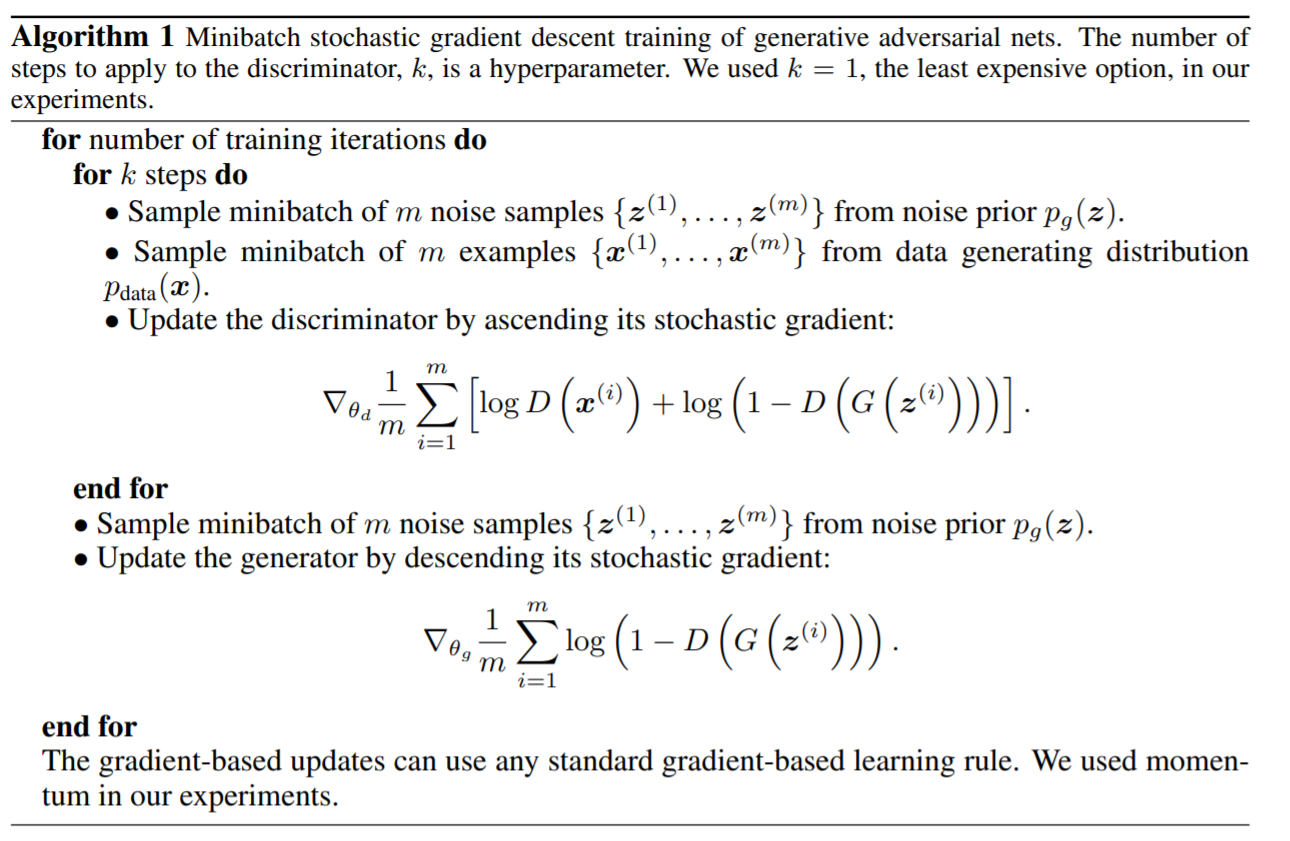 Algorithm 1 Minibatch stochastic gradient descent training of generative adversarial nets. The number of
steps to apply to the discriminator, k, is a hyperparameter. We used k = 1, the least expensive option, in our
experiments.
for number of training iterations do
for k steps do
• Sample minibatch of m noise samples {z^(1), . . . , z^(m)} from noise prior p_g(z).
• Sample minibatch of m examples {x^(1), . . . , x^(m)} from data generating distribution
p_data(x).
• Update the discriminator by ascending its stochastic gradient:
∇_{θ_d} 1/m ∑_{i=1}^{m} [log D (x^(i)) + log (1 − D (G (z^(i))))] .
end for
• Sample minibatch of m noise samples {z^(1), . . . , z^(m)} from noise prior p_g(z).
• Update the generator by descending its stochastic gradient:
∇_{θ_g} 1/m ∑_{i=1}^{m} log (1 − D (G (z^(i)))) .
end for
The gradient-based updates can use any standard gradient-based learning rule. We used momen-
tum in our experiments.